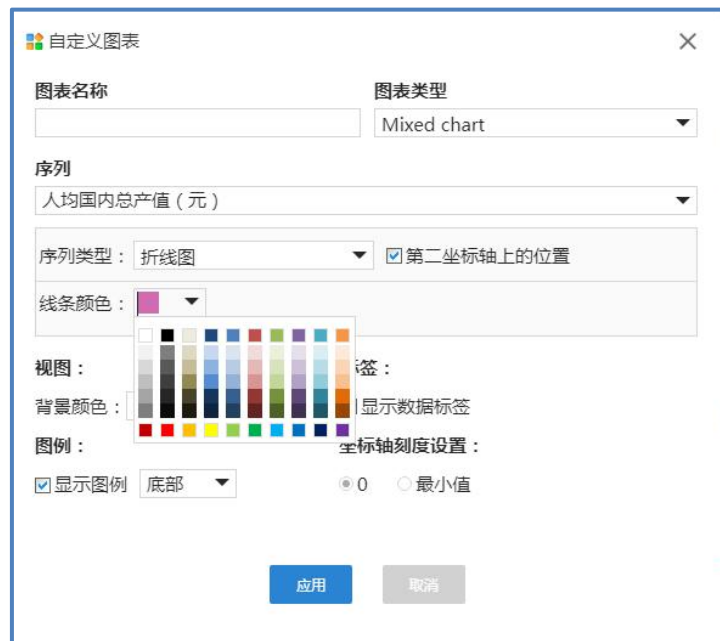 自定义图表
图表名称 图表类型
Mixed chart
序列
人均国内总产值（元）
序列类型： 折线图 第二坐标轴上的位置
线条颜色：
视图： 签：
背景颜色： 显示数据标签
图例： 坐标轴刻度设置：
显示图例 底部 0 最小值
应用 取消